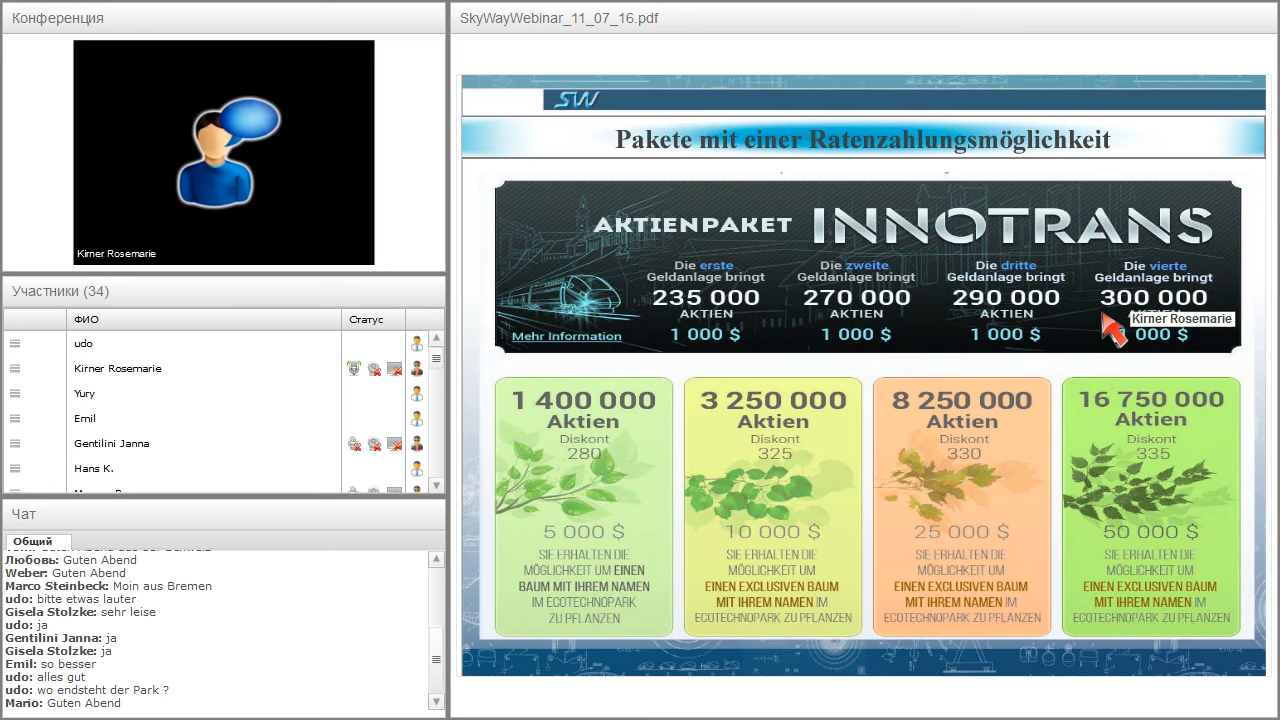 Конференция
Kirner Rosemarie
Участники (34)
ФИО
Статус
udo
Kirner Rosemarie
Yury
Emil
Gentilini Janna
Hans K.
Чат
Общий
Любовь: Guten Abend
Weber: Guten Abend
Marco Steinbeck: Moin aus Bremen
udo: bitte etwas lauter
Gisela Stolzke: sehr leise
udo: ja
Gentilini Janna: ja
Gisela Stolzke: ja
Emil: so besser
udo: alles gut
udo: wo endsteht der Park ?
Mario: Guten Abend
SkyWayWebinar_11_07_16.pdf
SW
Pakete mit einer Ratenzahlungsmöglichkeit
AKTIENPAKET INNOTRANS
Die erste
Geldanlage bringt
235 000
AKTIEN
1 000 $
Die zweite
Geldanlage bringt
270 000
AKTIEN
1 000 $
Die dritte
Geldanlage bringt
290 000
AKTIEN
1 000 $
Die vierte
Geldanlage bringt
300 000
Kirner Rosemarie
000 $
Mehr Information
1 400 000
Aktien
Diskont
280
5 000 $
SIE ERHALTEN DIE
MÖGLICHKEIT UM EINEN
BAUM MIT IHREM NAMEN
IM ECOTECHNOPARK
ZU PFLANZEN
3 250 000
Aktien
Diskont
325
10 000 $
SIE ERHALTEN DIE
MÖGLICHKEIT UM
EINEN EXCLUSIVEN BAUM
MIT IHREM NAMEN IM
ECOTECHNOPARK ZU PFLANZEN
8 250 000
Aktien
Diskont
330
25 000 $
SIE ERHALTEN DIE
MÖGLICHKEIT UM
EINEN EXCLUSIVEN BAUM
MIT IHREM NAMEN IM
ECOTECHNOPARK ZU PFLANZEN
16 750 000
Aktien
Diskont
335
50 000 $
SIE ERHALTEN DIE
MÖGLICHKEIT UM
EINEN EXCLUSIVEN BAUM
MIT IHREM NAMEN IM
ECOTECHNOPARK ZU PFLANZEN